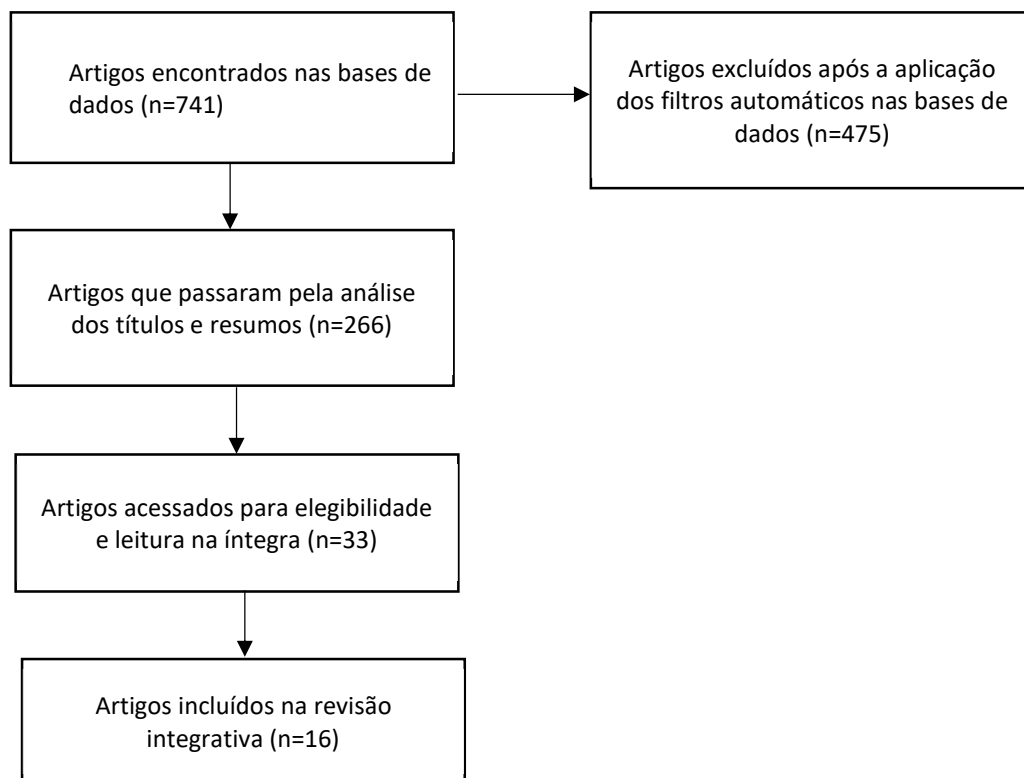 Artigos encontrados nas bases de
dados (n=741)
Artigos excluídos após a aplicação
dos filtros automáticos nas bases de
dados (n=475)
Artigos que passaram pela análise
dos títulos e resumos (n=266)
Artigos acessados para elegibilidade
e leitura na íntegra (n=33)
Artigos incluídos na revisão
integrativa (n=16)